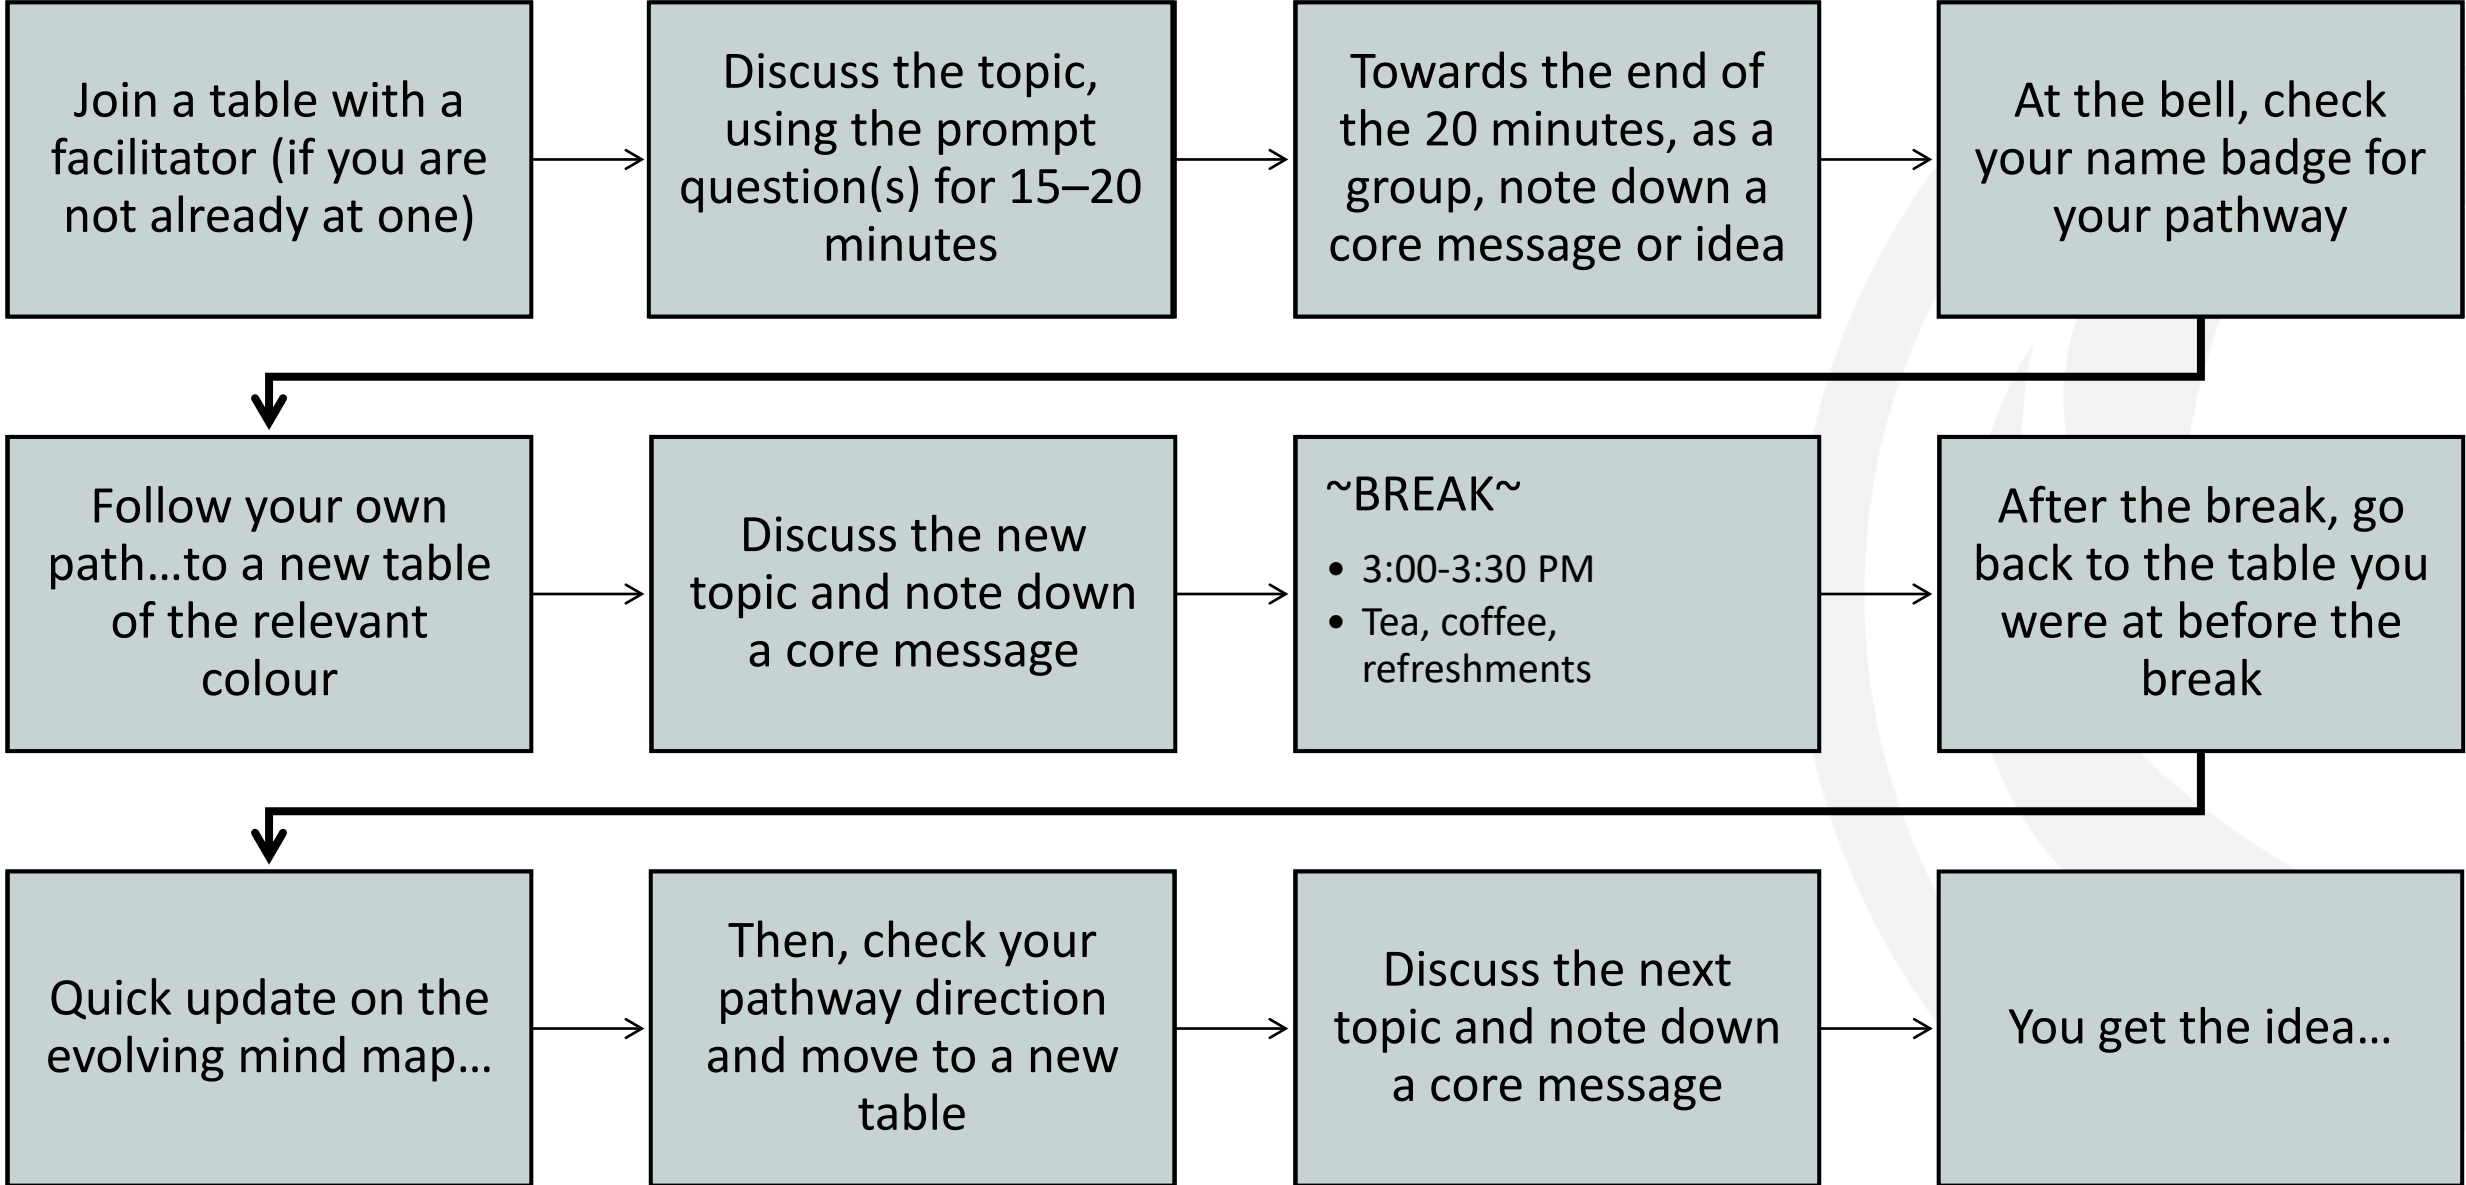 Join a table with a
facilitator (if you are
not already at one)
Discuss the topic,
using the prompt
question(s) for 15–20
minutes
Towards the end of
the 20 minutes, as a
group, note down a
core message or idea
At the bell, check
your name badge for
your pathway
Follow your own
path…to a new table
of the relevant
colour
Discuss the new
topic and note down
a core message
~BREAK~
• 3:00-3:30 PM
• Tea, coffee,
refreshments
After the break, go
back to the table you
were at before the
break
Quick update on the
evolving mind map…
Then, check your
pathway direction
and move to a new
table
Discuss the next
topic and note down
a core message
You get the idea…